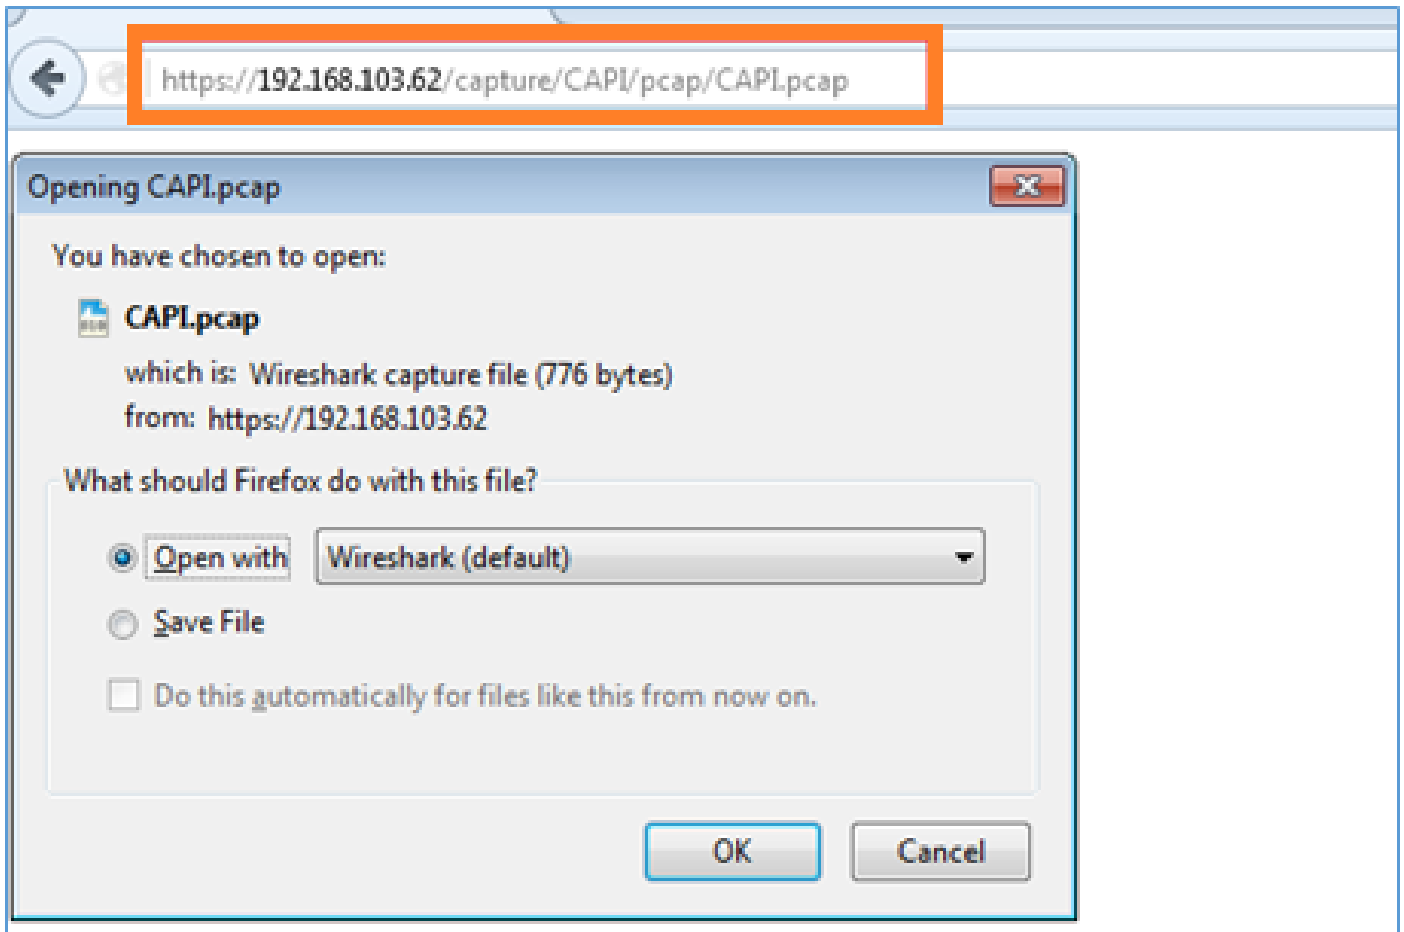 https://192.168.103.62/capture/CAPI/pcap/CAPI.pcap
Opening CAPI.pcap
You have chosen to open:
CAPI.pcap
which is: Wireshark capture file (776 bytes)
from: https://192.168.103.62
What should Firefox do with this file?
Open with Wireshark (default)
Save File
Do this automatically for files like this from now on.
OK Cancel